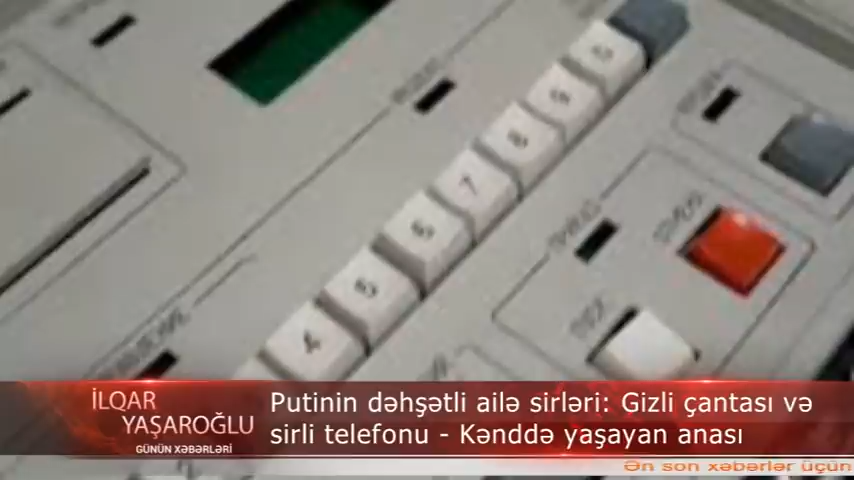 0
9
8
7
6
5
4
İLQAR
YAŞAROĞLU
GÜNÜN XƏBƏRLƏRİ
Putinin dəhşətli ailə sirləri: Gizli çantası və
sirli telefonu - Kənddə yaşayan anası
Ən son xəbərlər üçün